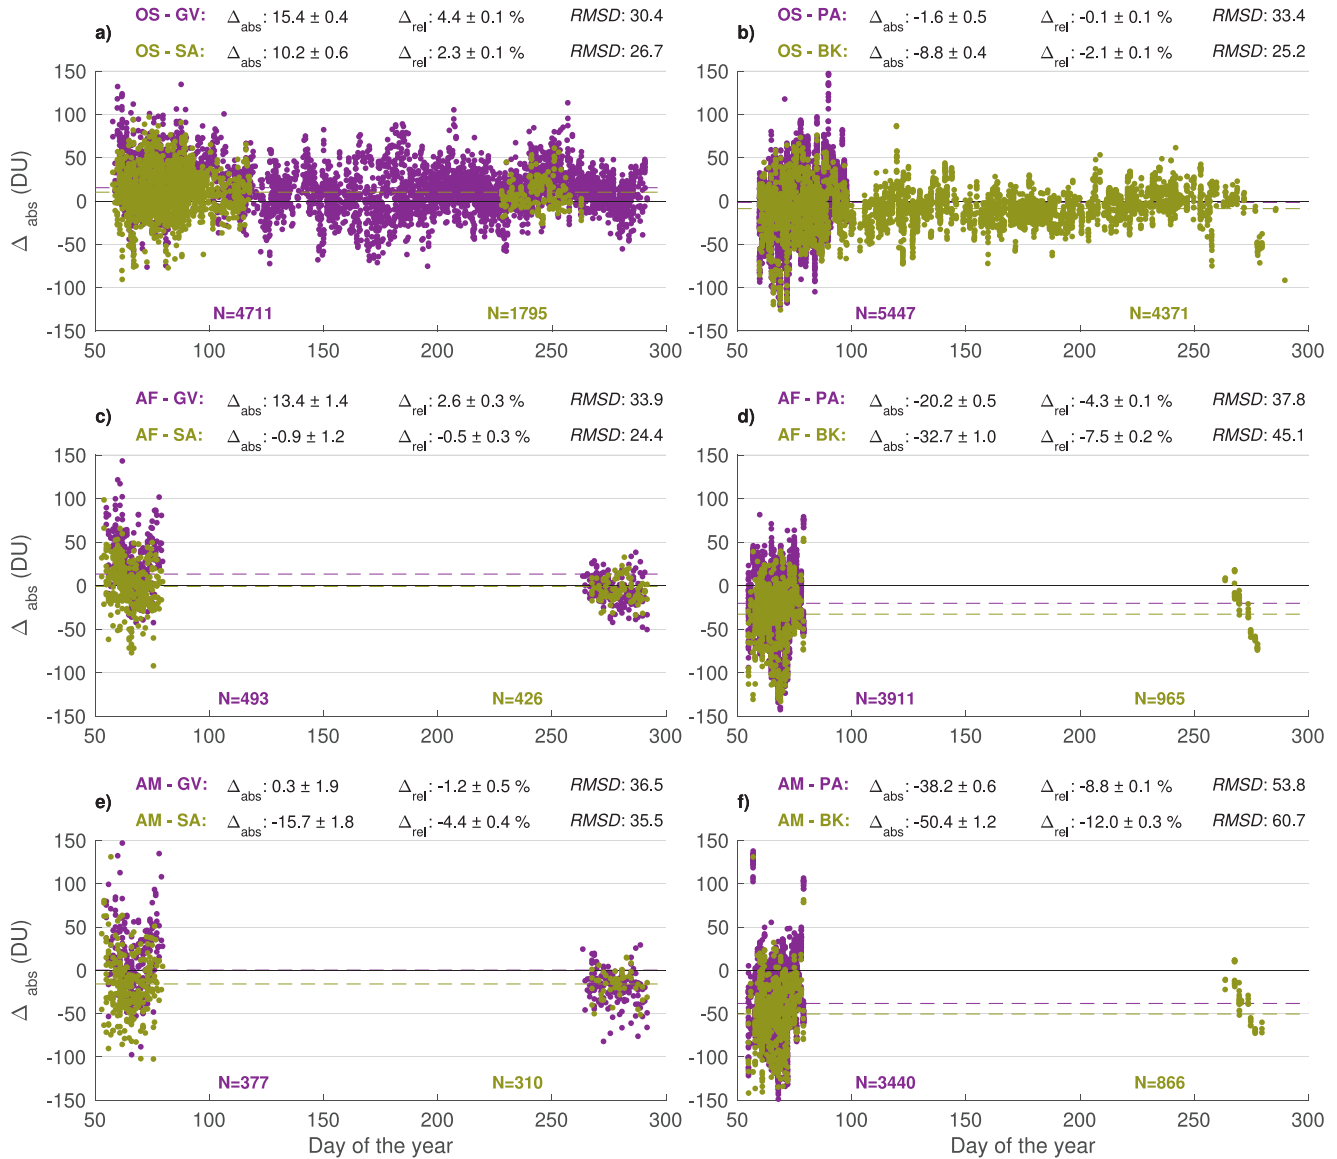 a) OS - GV: Δabs: 15.4 ± 0.4 Δrel: 4.4 ± 0.1 % RMSD: 30.4
OS - SA: Δabs: 10.2 ± 0.6 Δrel: 2.3 ± 0.1 % RMSD: 26.7
150
100
50
0
-50
-100
-150
Δ abs (DU)
N=4711 N=1795
50 100 150 200 250 300
b) OS - PA: Δabs: -1.6 ± 0.5 Δrel: -0.1 ± 0.1 % RMSD: 33.4
OS - BK: Δabs: -8.8 ± 0.4 Δrel: -2.1 ± 0.1 % RMSD: 25.2
150
100
50
0
-50
-100
-150
N=5447 N=4371
50 100 150 200 250 300
c) AF - GV: Δabs: 13.4 ± 1.4 Δrel: 2.6 ± 0.3 % RMSD: 33.9
AF - SA: Δabs: -0.9 ± 1.2 Δrel: -0.5 ± 0.3 % RMSD: 24.4
150
100
50
0
-50
-100
-150
Δ abs (DU)
N=493 N=426
50 100 150 200 250 300
d) AF - PA: Δabs: -20.2 ± 0.5 Δrel: -4.3 ± 0.1 % RMSD: 37.8
AF - BK: Δabs: -32.7 ± 1.0 Δrel: -7.5 ± 0.2 % RMSD: 45.1
150
100
50
0
-50
-100
-150
N=3911 N=965
50 100 150 200 250 300
e) AM - GV: Δabs: 0.3 ± 1.9 Δrel: -1.2 ± 0.5 % RMSD: 36.5
AM - SA: Δabs: -15.7 ± 1.8 Δrel: -4.4 ± 0.4 % RMSD: 35.5
150
100
50
0
-50
-100
-150
Δ abs (DU)
N=377 N=310
50 100 150 200 250 300
Day of the year
f) AM - PA: Δabs: -38.2 ± 0.6 Δrel: -8.8 ± 0.1 % RMSD: 53.8
AM - BK: Δabs: -50.4 ± 1.2 Δrel: -12.0 ± 0.3 % RMSD: 60.7
150
100
50
0
-50
-100
-150
N=3440 N=866
50 100 150 200 250 300
Day of the year